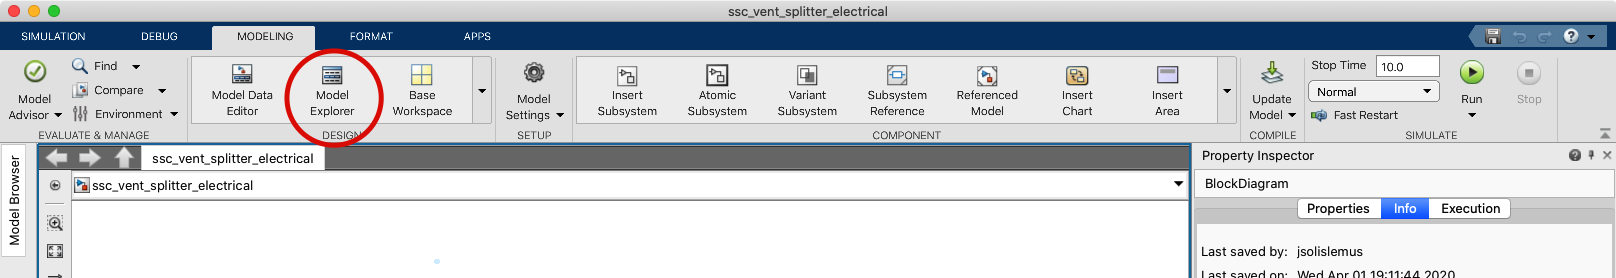 ssc_vent_splitter_electrical
SIMULATION DEBUG MODELING FORMAT APPS
Model Advisor
Find
Compare
Environment
EVALUATE & MANAGE
Model Data Editor
Model Explorer
Base Workspace
DESIGN
Model Settings
SETUP
Insert Subsystem
Atomic Subsystem
Variant Subsystem
Subsystem Reference
Referenced Model
Insert Chart
Insert Area
COMPONENT
Update Model
COMPILE
Stop Time 10.0
Normal
Fast Restart
Run
Stop
SIMULATE
Model Browser
ssc_vent_splitter_electrical
ssc_vent_splitter_electrical
Property Inspector
BlockDiagram
Properties Info Execution
Last saved by: jsolislemus
Last saved on: Wed Apr 01 19:11:44 2020